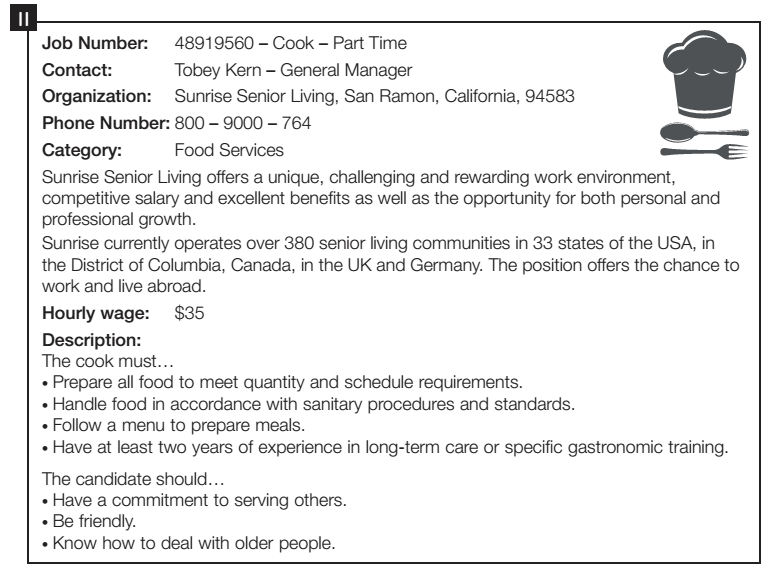 II
Job Number: 48919560 – Cook – Part Time
Contact: Tobey Kern – General Manager
Organization: Sunrise Senior Living, San Ramon, California, 94583
Phone Number: 800 – 9000 – 764
Category: Food Services
Sunrise Senior Living offers a unique, challenging and rewarding work environment,
competitive salary and excellent benefits as well as the opportunity for both personal and
professional growth.
Sunrise currently operates over 380 senior living communities in 33 states of the USA, in
the District of Columbia, Canada, in the UK and Germany. The position offers the chance to
work and live abroad.
Hourly wage: $35
Description:
The cook must…
• Prepare all food to meet quantity and schedule requirements.
• Handle food in accordance with sanitary procedures and standards.
• Follow a menu to prepare meals.
• Have at least two years of experience in long-term care or specific gastronomic training.
The candidate should…
• Have a commitment to serving others.
• Be friendly.
• Know how to deal with older people.